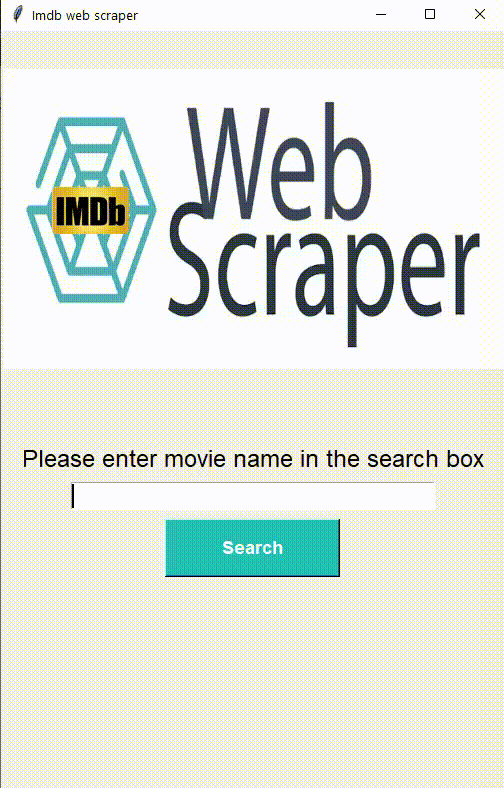 Imdb web scraper
Web
IMDb
Scraper
Please enter movie name in the search box
Search